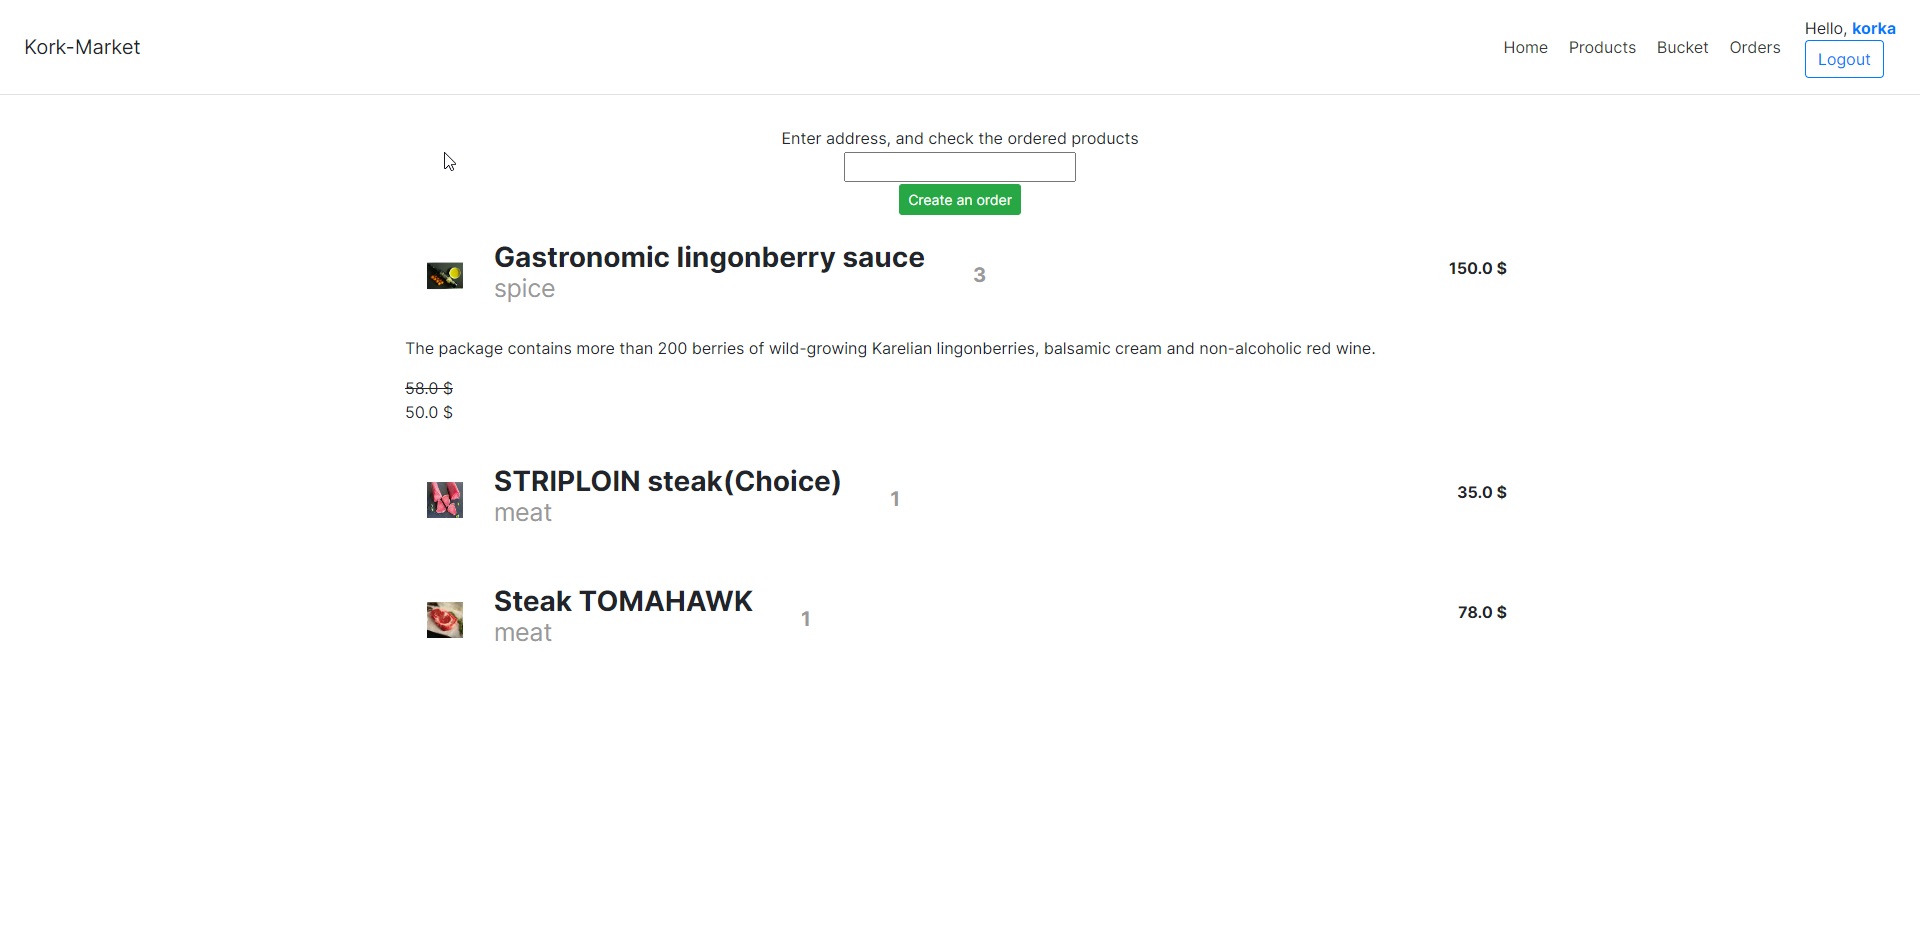 Kork-Market
Home Products Bucket Orders
Hello, korka
Logout
Enter address, and check the ordered products
Create an order
Gastronomic lingonberry sauce
spice
3
150.0 $
The package contains more than 200 berries of wild-growing Karelian lingonberries, balsamic cream and non-alcoholic red wine.
58.0 $
50.0 $
STRIPLOIN steak(Choice)
meat
1
35.0 $
Steak TOMAHAWK
meat
1
78.0 $